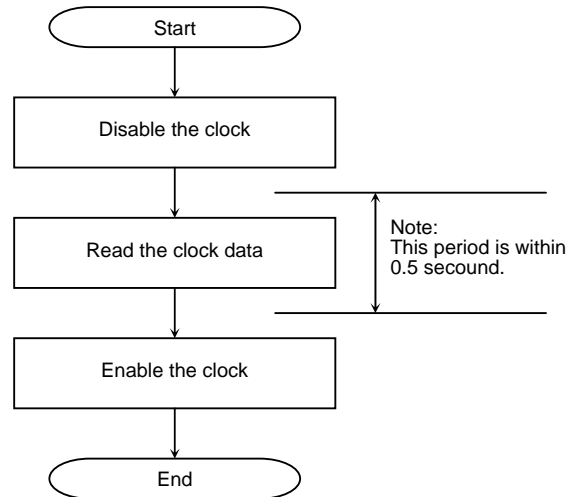 Start
Disable the clock
Read the clock data
Note:
This period is within
0.5 secound.
Enable the clock
End